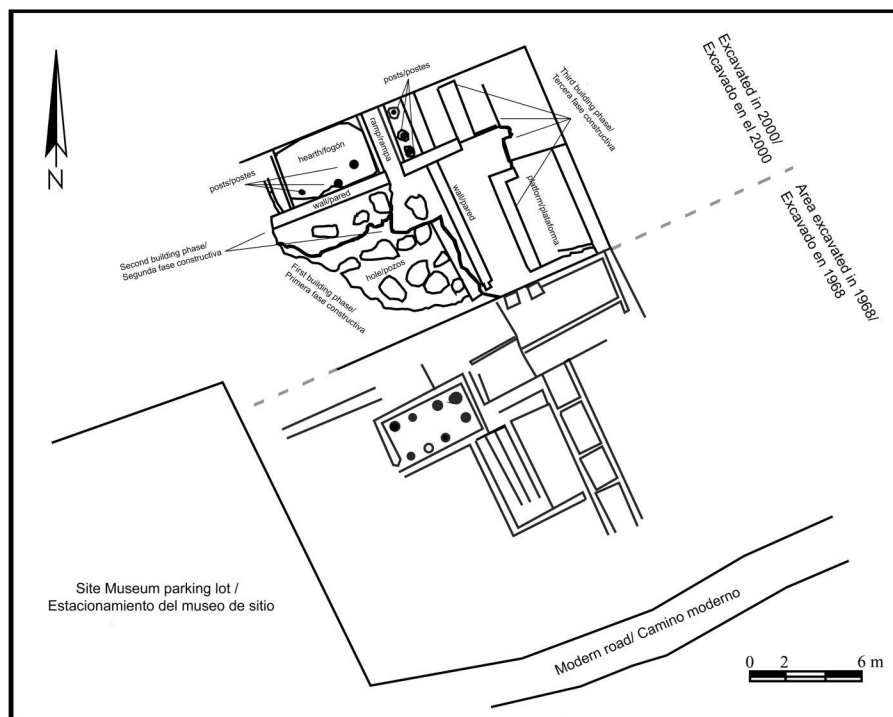 Excavated in 2000/
Excavado en el 2000
posts/postes
Third building phase/
Tercera fase constructiva
ramp/rampa
hearth/fogón
N
posts/postes
wall/pared
wall/pared
platform/plataforma
Area excavated in 1968/
Excavado en 1968
Second building phase/
Segunda fase constructiva
First building phase/
Primera fase constructiva
hole/pozos
Site Museum parking lot /
Estacionamiento del museo de sitio
Modern road/ Camino moderno
0 2 6 m